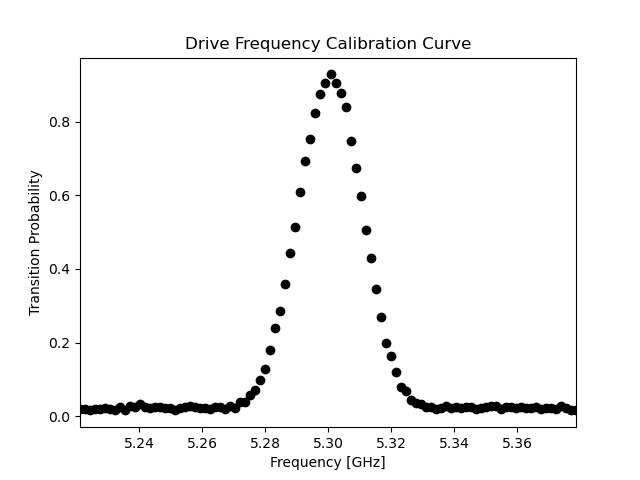 Drive Frequency Calibration Curve
Transition Probability
0.8
0.6
0.4
0.2
0.0
5.24 5.26 5.28 5.30 5.32 5.34 5.36
Frequency [GHz]